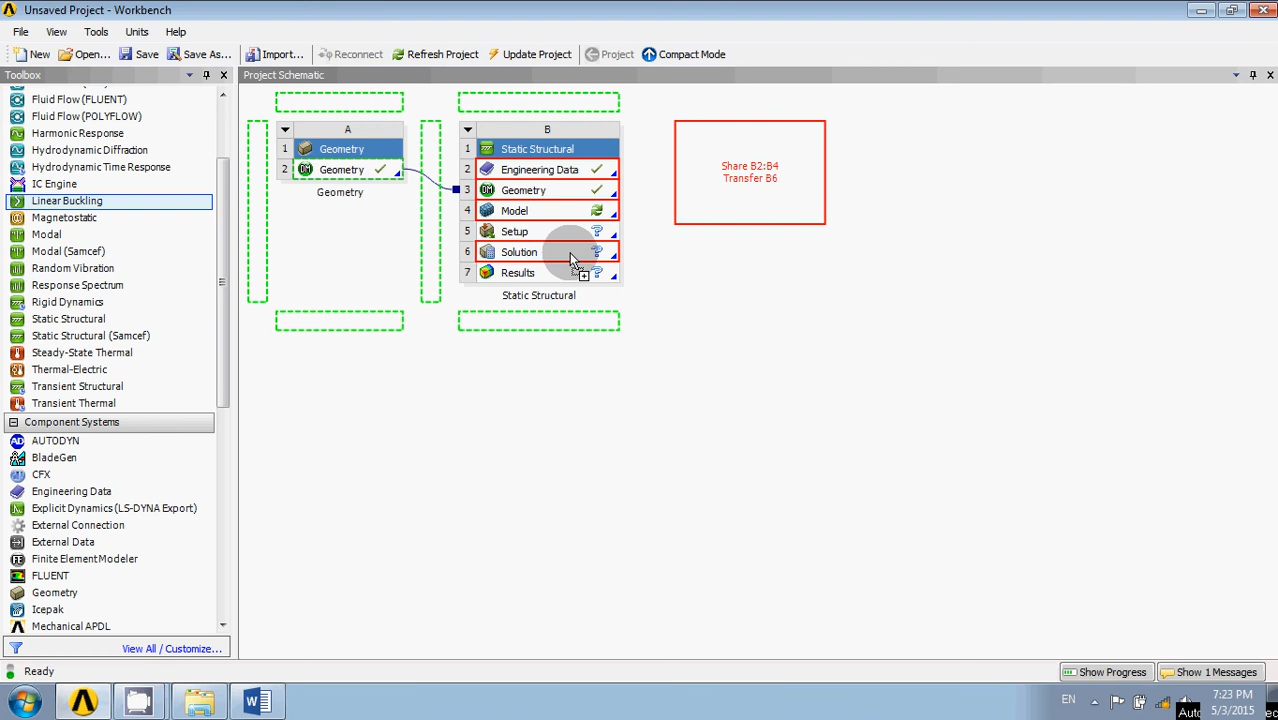 Unsaved Project - Workbench
File View Tools Units Help
New Open... Save Save As... Import... Reconnect Refresh Project Update Project Project Compact Mode
Toolbox
Project Schematic
Fluid Flow (FLUENT)
Fluid Flow (POLYFLOW)
Harmonic Response
Hydrodynamic Diffraction
Hydrodynamic Time Response
IC Engine
Linear Buckling
Magnetostatic
Modal
Modal (Samcef)
Random Vibration
Response Spectrum
Rigid Dynamics
Static Structural
Static Structural (Samcef)
Steady-State Thermal
Thermal-Electric
Transient Structural
Transient Thermal
Component Systems
AUTODYN
BladeGen
CFX
Engineering Data
Explicit Dynamics (LS-DYNA Export)
External Connection
External Data
Finite Element Modeler
FLUENT
Geometry
Icepak
Mechanical APDL
View All / Customize...
A
1 Geometry
2 DM Geometry
Geometry
B
1 Static Structural
2 Engineering Data
3 DM Geometry
4 Model
5 Setup
6 Solution
7 Results
Static Structural
Share B2:B4
Transfer B6
Ready
Show Progress
Show 1 Messages
EN
7:23 PM
5/3/2015